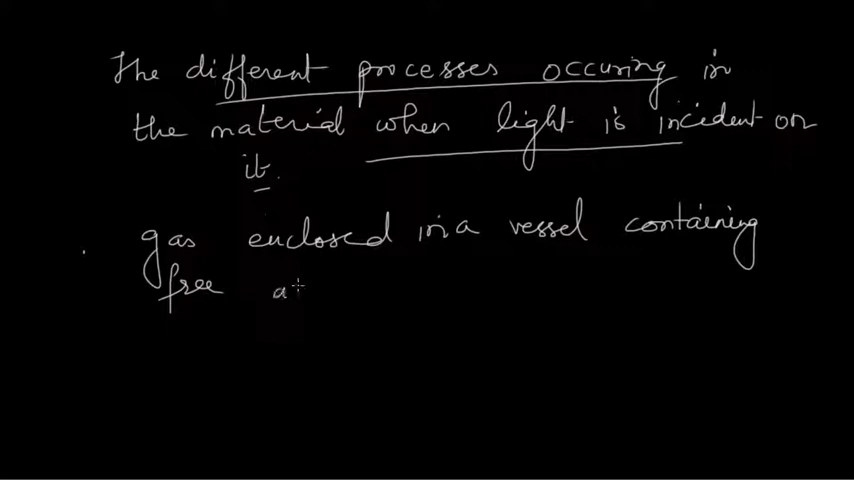 The different processes occuring in
the material when light is incident on
it.
gas enclosed in a vessel containing
free at